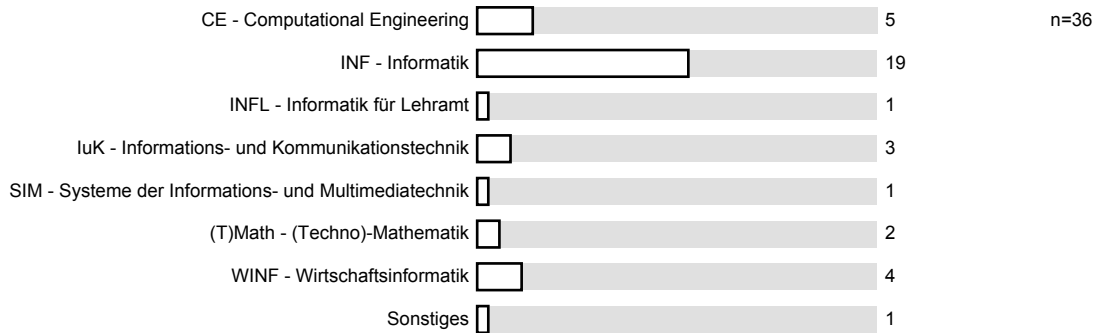 CE - Computational Engineering 5 n=36
INF - Informatik 19
INFL - Informatik für Lehramt 1
IuK - Informations- und Kommunikationstechnik 3
SIM - Systeme der Informations- und Multimediatechnik 1
(T)Math - (Techno)-Mathematik 2
WINF - Wirtschaftsinformatik 4
Sonstiges 1